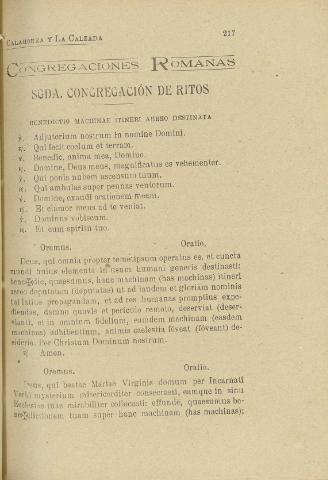 Calahorra y La Calzada 217
Congregaciones Romanas
SGDA. CONGREGACIÓN DE RITOS
BENEDICTIO MACHINAE ITINERI AEREO DESTINATA
℣. Adjutorium nostrum in nomine Domini.
℟. Qui fecit coelum et terram.
℣. Benedic, anima mea, Domino.
℟. Domine, Deus meus, magnificatus es vehementer.
℣. Qui ponis nubem ascensum tuum.
℟. Qui ambulas super pennas ventorum.
℣. Domine, exaudi orationem meam.
℟. Et clamor meus ad te veniat.
℣. Dominus vobiscum.
℟. Et cum spiritu tuo.
Oremus. Oratio.
Deus, qui omnia propter temetipsum operatus es, et cuncta
mundi huius elementa in usum humani generis destinasti:
bene✠dic, quaesumus, hanc machinam (has machinas) itineri
aereo deputatam (deputatas) ut ad laudem et gloriam nominis
tui latius propagandam, et ad res humanas promptius expe-
diendas, damno quovis et periculo remoto, deserviat (deser-
viant), et in omnium fidelium, eamdem machinam (easdem
machinas) adhibentium, animis caelestia foveat (foveant) de-
sideria. Per Christum Dominum nostrum.
℟ Amen.
Oremus. Oratio.
Deus, qui beatae Mariae Virginis domum per Incarnati
Verbi mysterium misericorditer consecrasti, eamque in sinu
Ecclesias tuae mirabiliter collocasti: effunde, quaesumus be-
ne✠dictionem tuam super hanc machinam (has machinas);